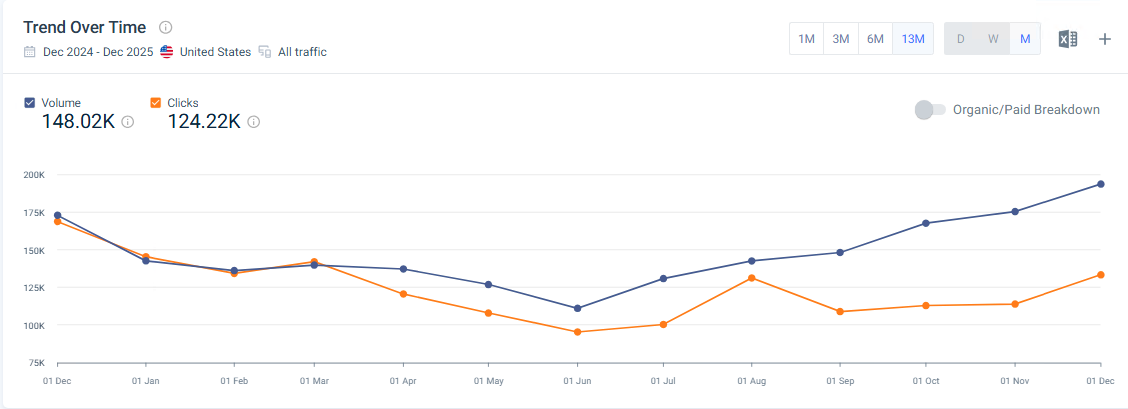 Trend Over Time
1M 3M 6M 13M D W M
Dec 2024 - Dec 2025 United States All traffic
Volume Clicks
148.02K 124.22K
Organic/Paid Breakdown
200K
175K
150K
125K
100K
75K
01 Dec 01 Jan 01 Feb 01 Mar 01 Apr 01 May 01 Jun 01 Jul 01 Aug 01 Sep 01 Oct 01 Nov 01 Dec